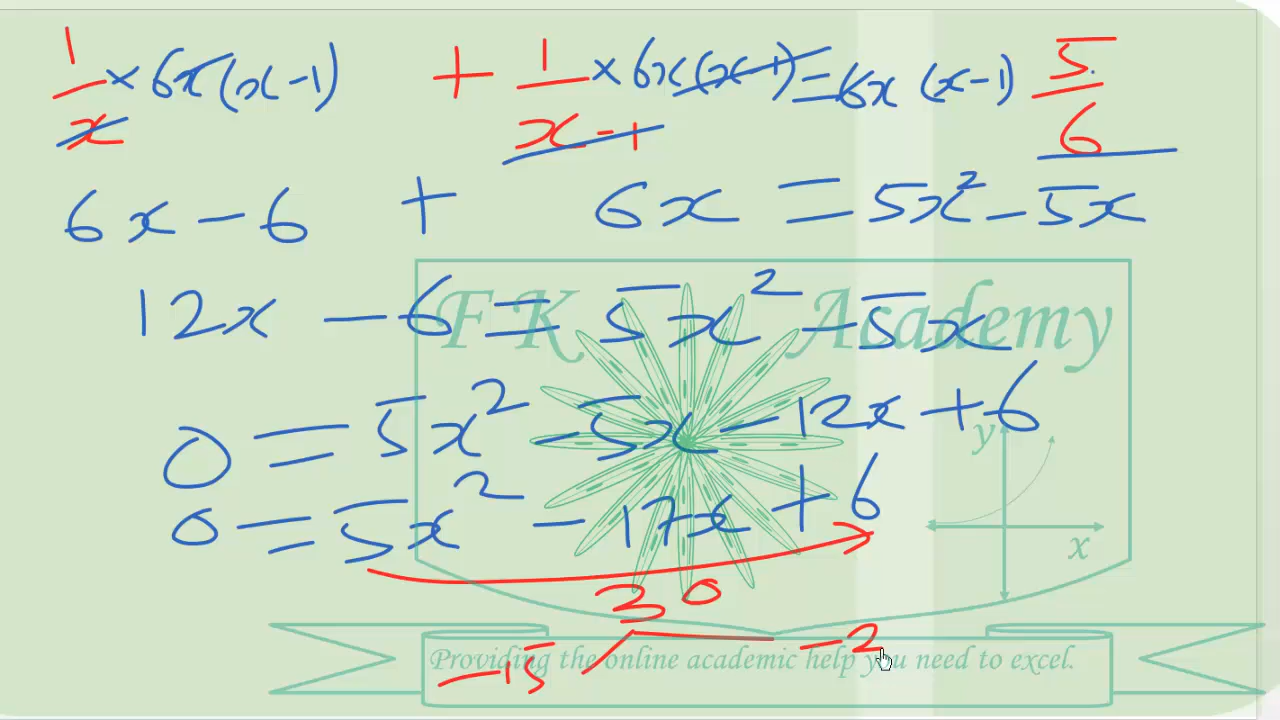 1/x × 6x(x-1) + 1/(x-1) × 6x(x-1) = 6x (x-1) 5/6
6x - 6 + 6x = 5x² - 5x
12x - 6 = 5x² - 5x
FK Academy
0 = 5x² - 5x - 12x + 6
y
0 = 5x² - 17x + 6
x
30
-15 -2
Providing the online academic help you need to excel.